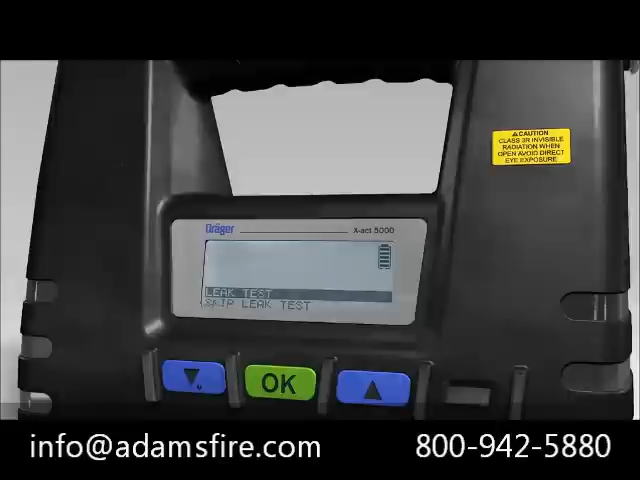 ⚠CAUTION
CLASS 3R INVISIBLE
RADIATION WHEN
OPEN AVOID DIRECT
EYE EXPOSURE
Dräger
X-act 5000
LEAK TEST
SKIP LEAK TEST
OK
info@adamsfire.com
800-942-5880